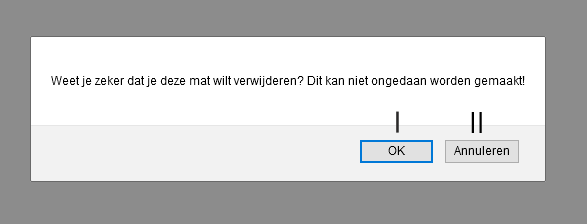 Weet je zeker dat je deze mat wilt verwijderen? Dit kan niet ongedaan worden gemaakt!
I II
OK Annuleren